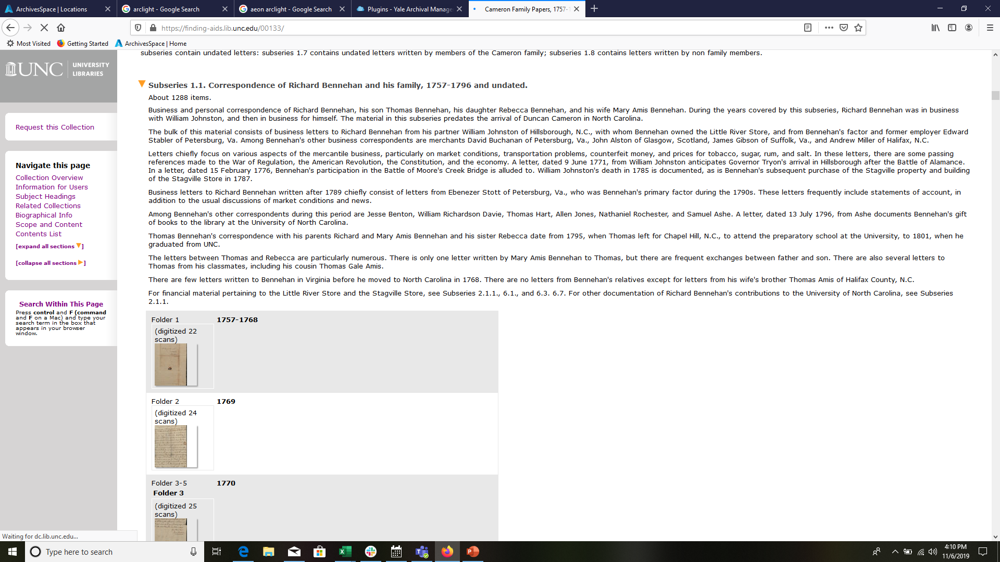 ArchivesSpace | Locations
arclight - Google Search
aeon arclight - Google Search
Plugins - Yale Archival Manage
Cameron Family Papers, 1757-1
https://finding-aids.lib.unc.edu/00133/
Most Visited
Getting Started
ArchivesSpace | Home
UNC UNIVERSITY LIBRARIES
Request this Collection
Navigate this page
Collection Overview
Information for Users
Subject Headings
Related Collections
Biographical Info
Scope and Content
Contents List
[expand all sections ▼]
[collapse all sections ►]
Search Within This Page
Press control and F (command
and F on a Mac) and type your
search term in the box that
appears in your browser
window.
subseries contain undated letters: subseries 1.7 contains undated letters written by members of the Cameron family; subseries 1.8 contains letters written by non family members.
Subseries 1.1. Correspondence of Richard Bennehan and his family, 1757-1796 and undated.
About 1288 items.
Business and personal correspondence of Richard Bennehan, his son Thomas Bennehan, his daughter Rebecca Bennehan, and his wife Mary Amis Bennehan. During the years covered by this subseries, Richard Bennehan was in business
with William Johnston, and then in business for himself. The material in this subseries predates the arrival of Duncan Cameron in North Carolina.
The bulk of this material consists of business letters to Richard Bennehan from his partner William Johnston of Hillsborough, N.C., with whom Bennehan owned the Little River Store, and from Bennehan's factor and former employer Edward
Stabler of Petersburg, Va. Among Bennehan's other business correspondents are merchants David Buchanan of Petersburg, Va., John Alston of Glasgow, Scotland, James Gibson of Suffolk, Va., and Andrew Miller of Halifax, N.C.
Letters chiefly focus on various aspects of the mercantile business, particularly on market conditions, transportation problems, counterfeit money, and prices for tobacco, sugar, rum, and salt. In these letters, there are some passing
references made to the War of Regulation, the American Revolution, the Constitution, and the economy. A letter, dated 9 June 1771, from William Johnston anticipates Governor Tryon's arrival in Hillsborough after the Battle of Alamance.
In a letter, dated 15 February 1776, Bennehan's participation in the Battle of Moore's Creek Bridge is alluded to. William Johnston's death in 1785 is documented, as is Bennehan's subsequent purchase of the Stagville property and building
of the Stagville Store in 1787.
Business letters to Richard Bennehan written after 1789 chiefly consist of letters from Ebenezer Stott of Petersburg, Va., who was Bennehan's primary factor during the 1790s. These letters frequently include statements of account, in
addition to the usual discussions of market conditions and news.
Among Bennehan's other correspondents during this period are Jesse Benton, William Richardson Davie, Thomas Hart, Allen Jones, Nathaniel Rochester, and Samuel Ashe. A letter, dated 13 July 1796, from Ashe documents Bennehan's gift
of books to the library at the University of North Carolina.
Thomas Bennehan's correspondence with his parents Richard and Mary Amis Bennehan and his sister Rebecca date from 1795, when Thomas left for Chapel Hill, N.C., to attend the preparatory school at the University, to 1801, when he
graduated from UNC.
The letters between Thomas and Rebecca are particularly numerous. There is only one letter written by Mary Amis Bennehan to Thomas, but there are frequent exchanges between father and son. There are also several letters to
Thomas from his classmates, including his cousin Thomas Gale Amis.
There are few letters written to Bennehan in Virginia before he moved to North Carolina in 1768. There are no letters from Bennehan's relatives except for letters from his wife's brother Thomas Amis of Halifax County, N.C.
For financial material pertaining to the Little River Store and the Stagville Store, see Subseries 2.1.1., 6.1., and 6.3. 6.7. For other documentation of Richard Bennehan's contributions to the University of North Carolina, see Subseries
2.1.1.
Folder 1 1757-1768
(digitized 22
scans)
Folder 2 1769
(digitized 24
scans)
Folder 3-5 1770
Folder 3
(digitized 25
scans)
Waiting for dc.lib.unc.edu...
Type here to search
4:10 PM
11/6/2019